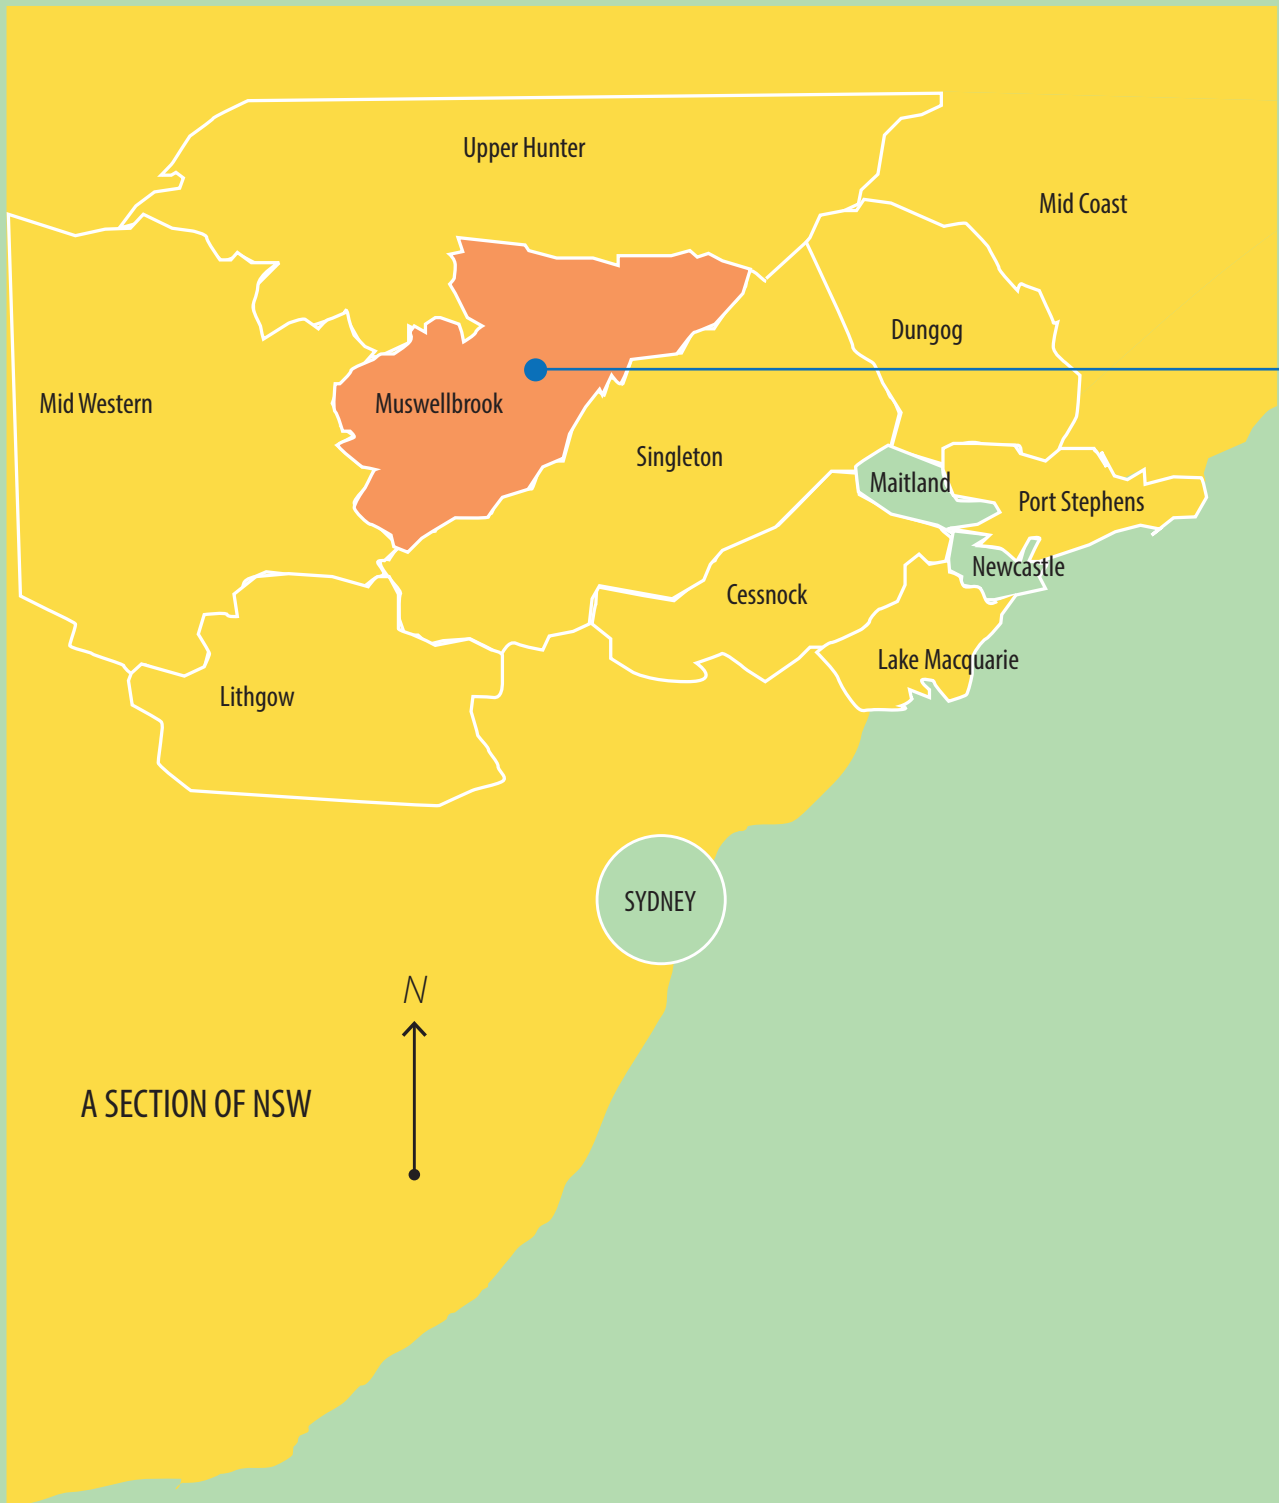 Upper Hunter
Mid Coast
Dungog
Mid Western
Muswellbrook
Singleton
Maitland
Port Stephens
Newcastle
Cessnock
Lake Macquarie
Lithgow
SYDNEY
N
A SECTION OF NSW